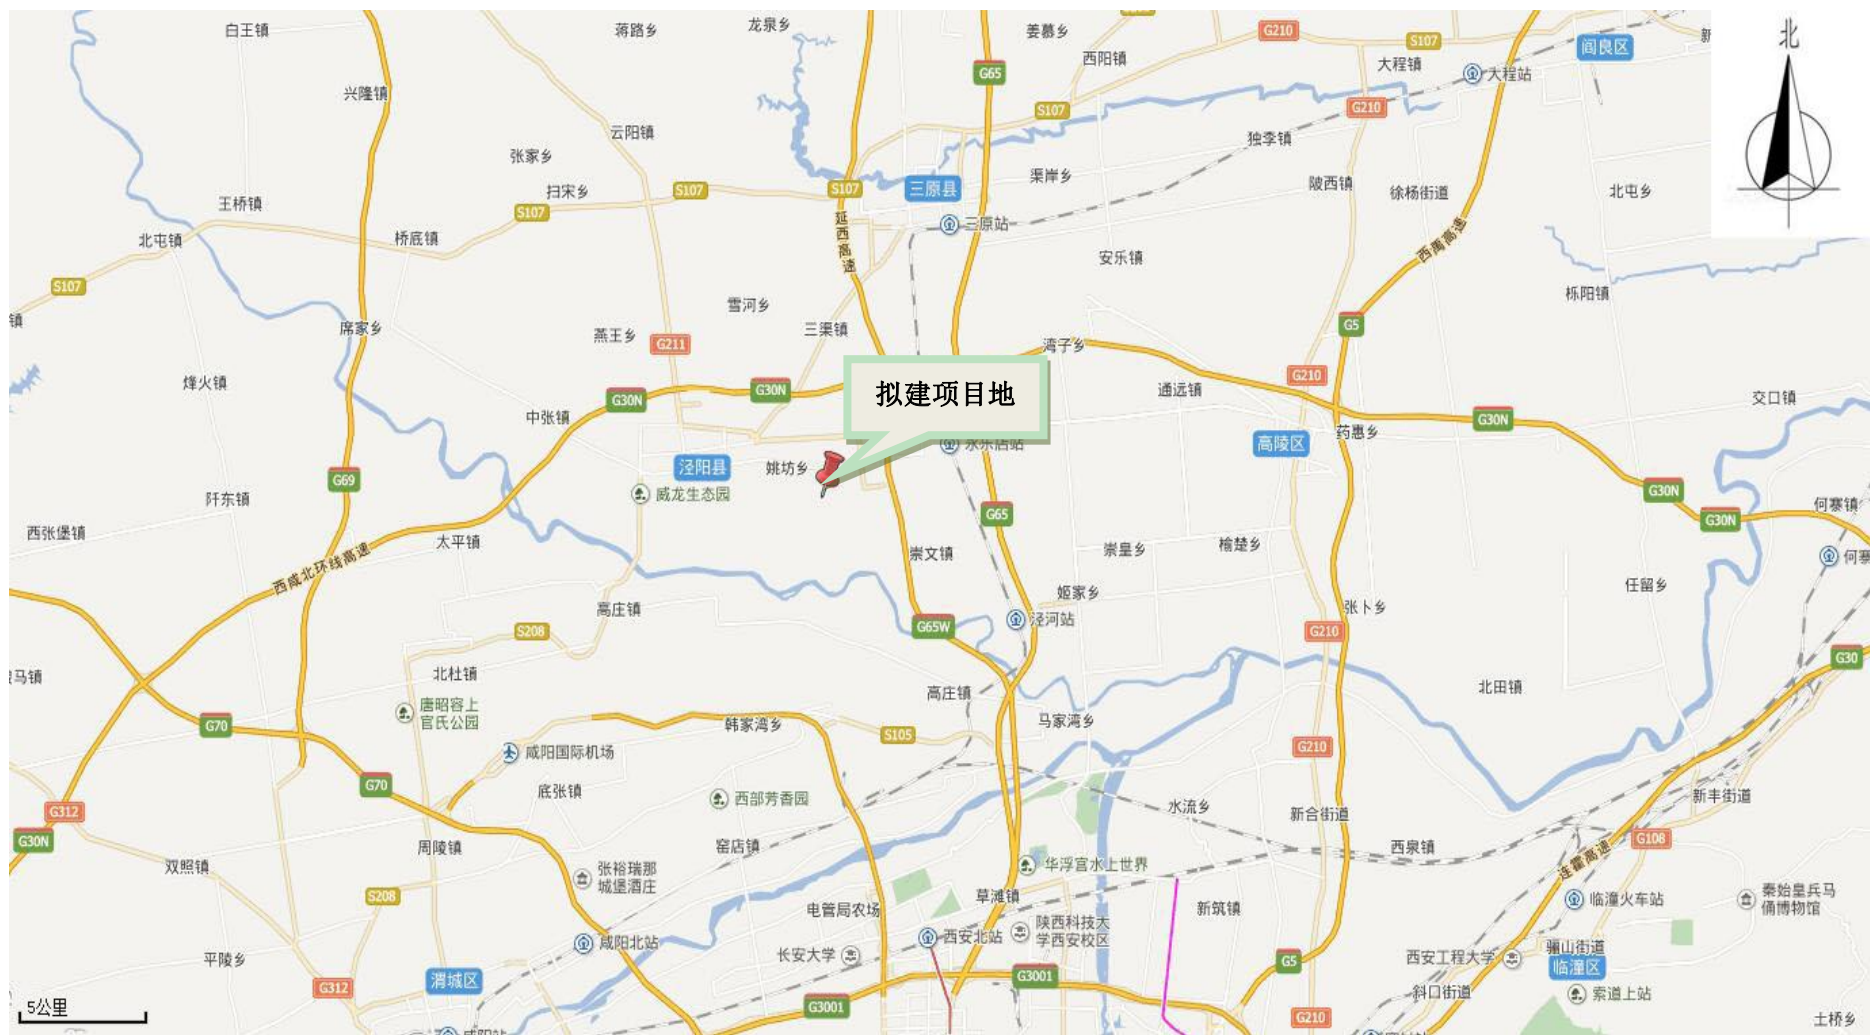 白王镇
蒋路乡
龙泉乡
姜慕乡
G210
S107
阎良区
北
西阳镇
大程镇
大程站
G65
兴隆镇
G210
S107
云阳镇
独李镇
张家乡
扫宋乡
S107
S107
三原县
渠岸乡
陂西镇
徐杨街道
北屯乡
王桥镇
S107
北屯镇
桥底镇
延西高速
三原站
西禹高速
安乐镇
S107
栎阳镇
镇
雪河乡
席家乡
燕王乡
三渠镇
G5
G211
湾子乡
烽火镇
G30N
G30N
拟建项目地
通远镇
G210
交口镇
中张镇
G30N
永乐店站
高陵区
药惠乡
泾阳县
姚坊乡
G69
威龙生态园
G30N
阡东镇
G65
G30N
何寨镇
西张堡镇
太平镇
崇文镇
崇皇乡
榆楚乡
何寨
西咸北环线高速
姬家乡
任留乡
高庄镇
张卜乡
泾河站
S208
G65W
G210
G30
北杜镇
马镇
高庄镇
北田镇
唐昭容上
官氏公园
G70
韩家湾乡
马家湾乡
S105
咸阳国际机场
G210
G70
底张镇
西部芳香园
水流乡
新合街道
新丰街道
G312
G30N
周陵镇
窑店镇
西泉镇
G108
双照镇
张裕瑞那
城堡酒庄
华浮宫水上世界
连霍高速
S208
草滩镇
电管局农场
新筑镇
临潼火车站
秦始皇兵马
俑博物馆
陕西科技大
学西安校区
咸阳北站
西安北站
长安大学
骊山街道
西安工程大学
临潼区
平陵乡
渭城区
G5
G312
G3001
G3001
斜口街道
索道上站
5公里
G210
土桥乡